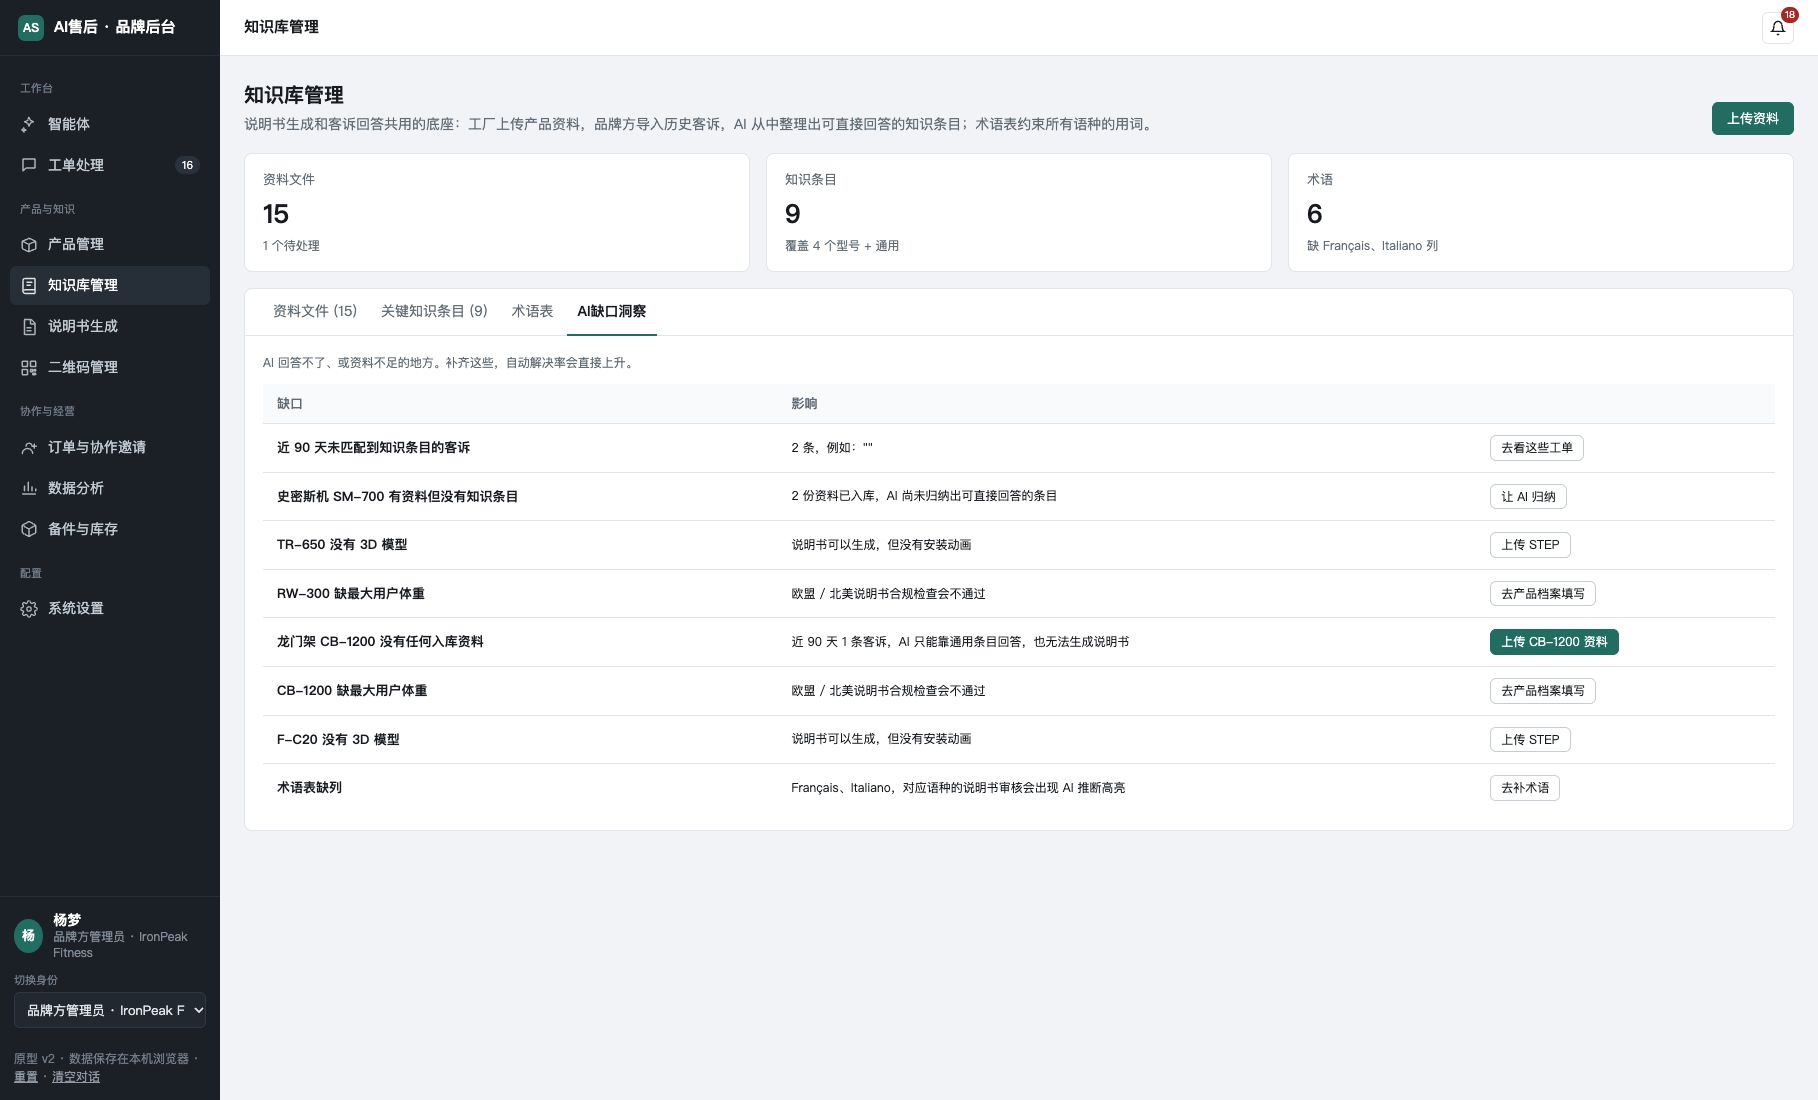 AS AI售后 · 品牌后台
工作台
智能体
工单处理 16
产品与知识
产品管理
知识库管理
说明书生成
二维码管理
协作与经营
订单与协作邀请
数据分析
备件与库存
配置
系统设置
杨
杨梦
品牌方管理员 · IronPeak
Fitness
切换身份
品牌方管理员 · IronPeak F
原型 v2 · 数据保存在本机浏览器 ·
重置 · 清空对话
知识库管理
18
知识库管理
说明书生成和客诉回答共用的底座：工厂上传产品资料，品牌方导入历史客诉，AI 从中整理出可直接回答的知识条目；术语表约束所有语种的用词。
上传资料
资料文件
15
1 个待处理
知识条目
9
覆盖 4 个型号 + 通用
术语
6
缺 Français、Italiano 列
资料文件 (15) 关键知识条目 (9) 术语表 AI缺口洞察
AI 回答不了、或资料不足的地方。补齐这些，自动解决率会直接上升。
缺口 影响
近 90 天未匹配到知识条目的客诉 2 条，例如："" 去看这些工单
史密斯机 SM-700 有资料但没有知识条目 2 份资料已入库，AI 尚未归纳出可直接回答的条目 让 AI 归纳
TR-650 没有 3D 模型 说明书可以生成，但没有安装动画 上传 STEP
RW-300 缺最大用户体重 欧盟 / 北美说明书合规检查会不通过 去产品档案填写
龙门架 CB-1200 没有任何入库资料 近 90 天 1 条客诉，AI 只能靠通用条目回答，也无法生成说明书 上传 CB-1200 资料
CB-1200 缺最大用户体重 欧盟 / 北美说明书合规检查会不通过 去产品档案填写
F-C20 没有 3D 模型 说明书可以生成，但没有安装动画 上传 STEP
术语表缺列 Français、Italiano，对应语种的说明书审核会出现 AI 推断高亮 去补术语